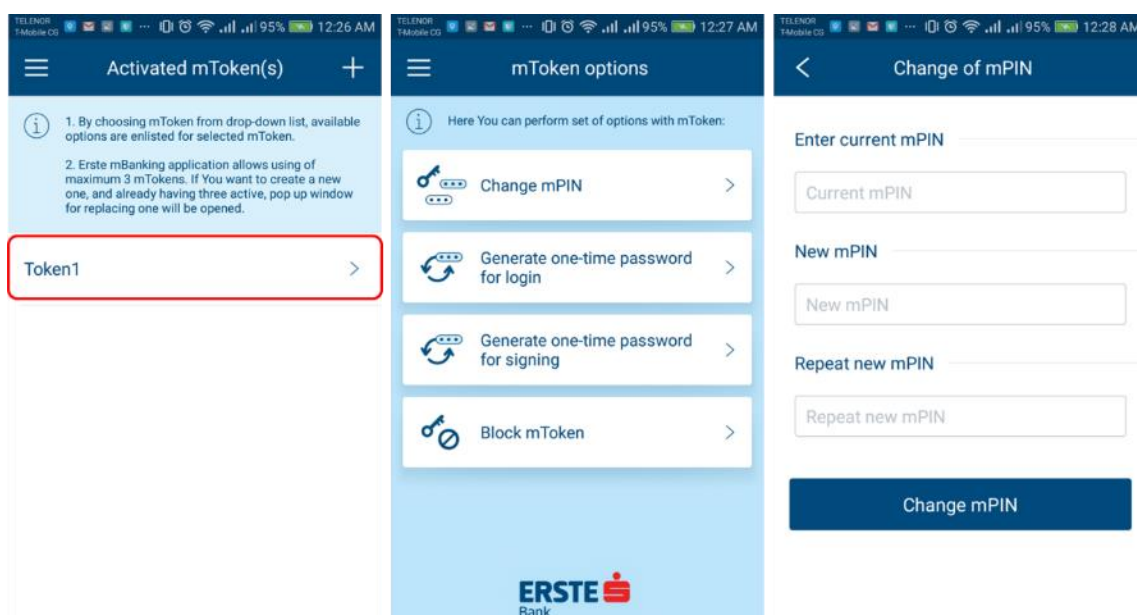 TELENOR
T-Mobile CG
95% 12:26 AM
Activated mToken(s)
1. By choosing mToken from drop-down list, available
options are enlisted for selected mToken.
2. Erste mBanking application allows using of
maximum 3 mTokens. If You want to create a new
one, and already having three active, pop up window
for replacing one will be opened.
Token1
TELENOR
T-Mobile CG
95% 12:27 AM
mToken options
Here You can perform set of options with mToken:
Change mPIN
Generate one-time password
for login
Generate one-time password
for signing
Block mToken
ERSTE
Bank
TELENOR
T-Mobile CG
95% 12:28 AM
Change of mPIN
Enter current mPIN
Current mPIN
New mPIN
New mPIN
Repeat new mPIN
Repeat new mPIN
Change mPIN